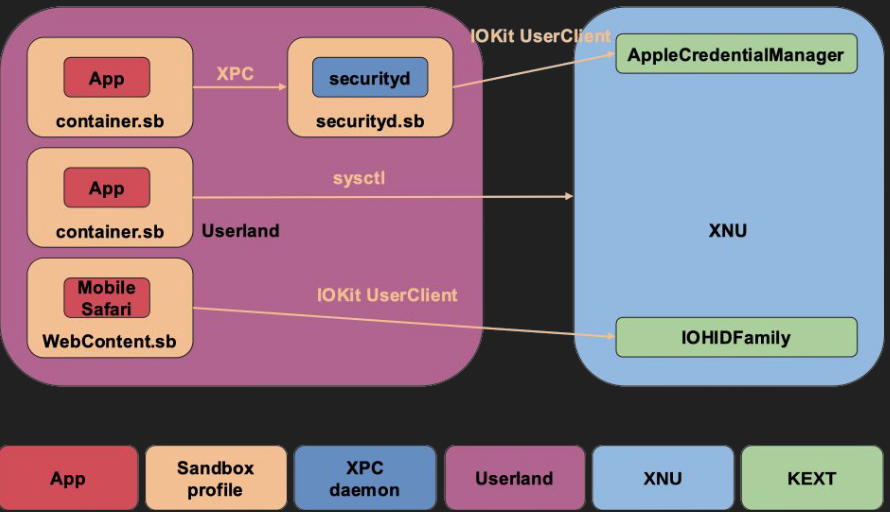 IOKit UserClient
AppleCredentialManager
App
XPC
securityd
container.sb
securityd.sb
App
sysctl
container.sb
Userland
XNU
Mobile
Safari
IOKit UserClient
WebContent.sb
IOHIDFamily
App
Sandbox
profile
XPC
daemon
Userland
XNU
KEXT